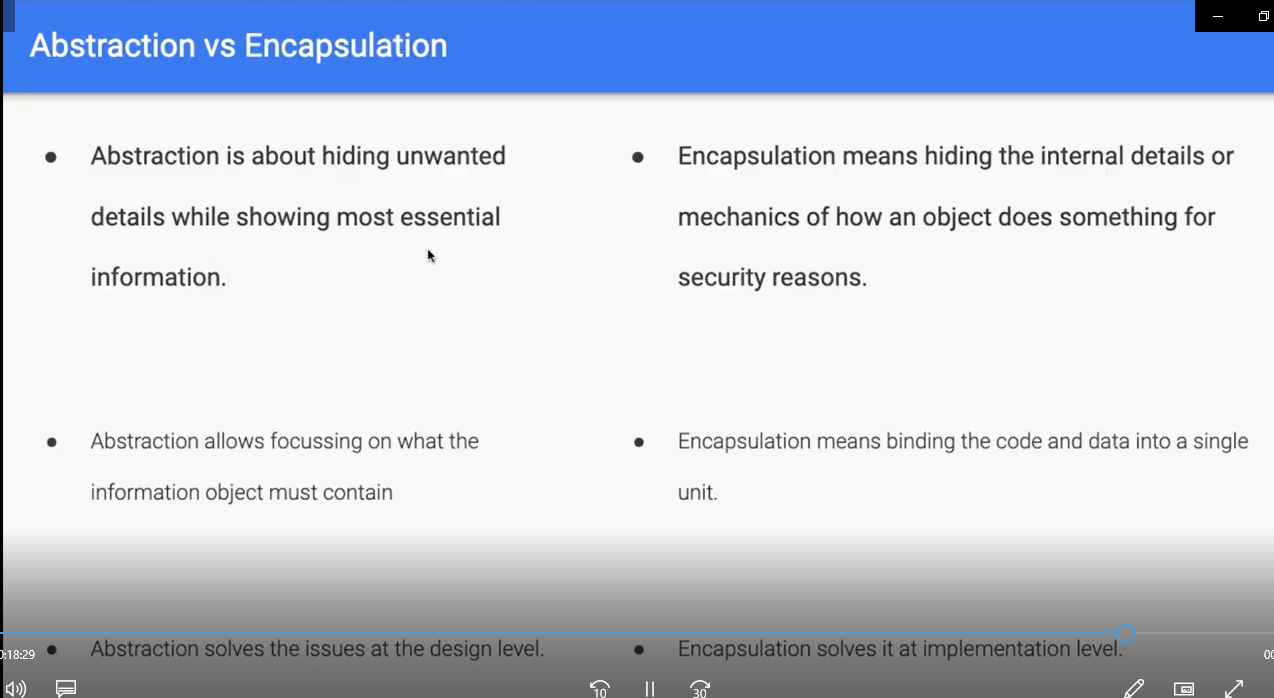 Abstraction vs Encapsulation
● Abstraction is about hiding unwanted
details while showing most essential
information.
● Encapsulation means hiding the internal details or
mechanics of how an object does something for
security reasons.
● Abstraction allows focussing on what the
information object must contain
● Encapsulation means binding the code and data into a single
unit.
● Abstraction solves the issues at the design level.
● Encapsulation solves it at implementation level.
0:18:29
00
10
30